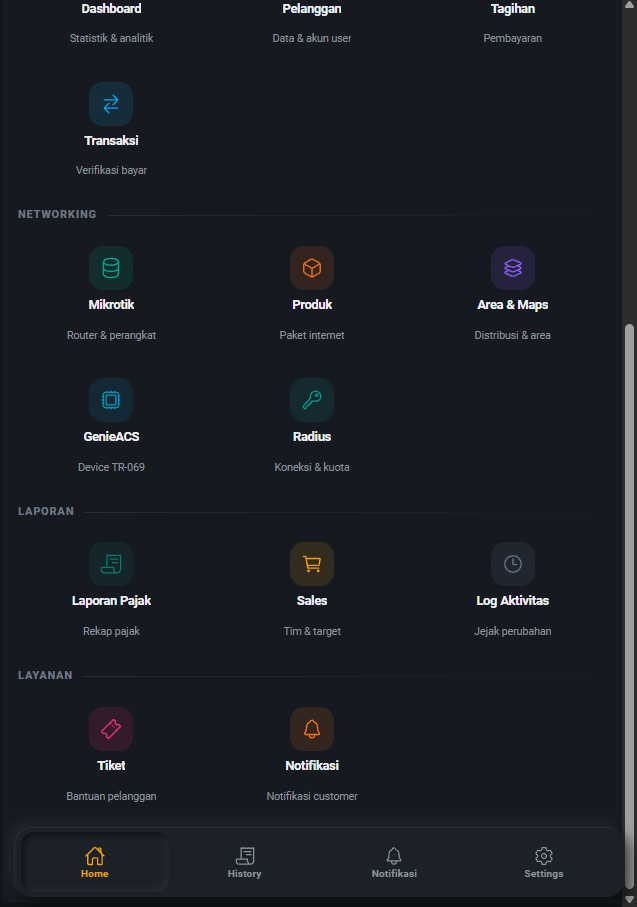 Dashboard
Pelanggan
Tagihan
Statistik & analitik
Data & akun user
Pembayaran
Transaksi
Verifikasi bayar
NETWORKING
Mikrotik
Produk
Area & Maps
Router & perangkat
Paket internet
Distribusi & area
GenieACS
Radius
Device TR-069
Koneksi & kuota
LAPORAN
Laporan Pajak
Sales
Log Aktivitas
Rekap pajak
Tim & target
Jejak perubahan
LAYANAN
Tiket
Notifikasi
Bantuan pelanggan
Notifikasi customer
Home
History
Notifikasi
Settings